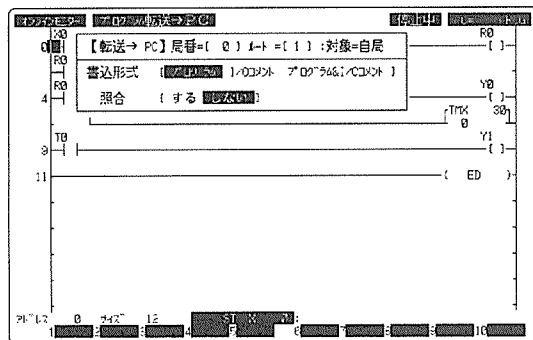 オフラインモニター プログラム 転送→PC 停止中
【転送→ PC】局番=[ 0 ] ルート =[ 1 ] :対象=自局
書込形式 [プログラム I/Oコメント プログラム&I/Oコメント ]
照合 [ する しない ]
X0 R0
0 ( )
R0
R0 Y0
4 ( )
TMX 30
0
T0 Y1
9 ( )
11 ( ED )
アドレス 0 サイズ 12 ST X
1 2 3 4 5 6 7 8 9 10